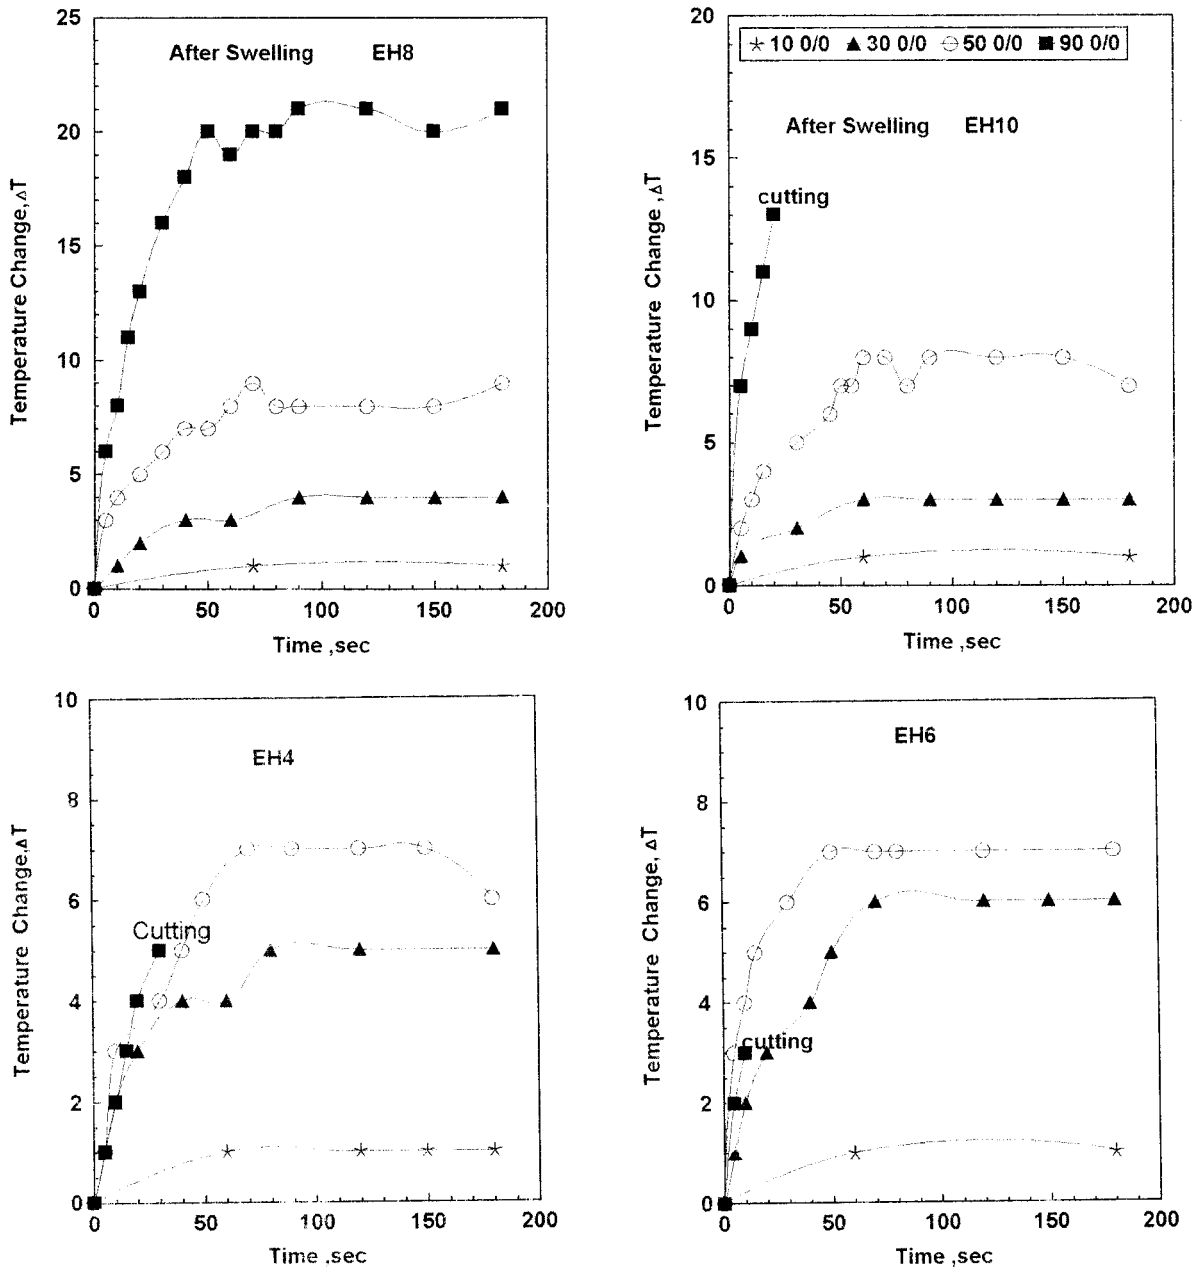 After Swelling EH8
25
20
15
10
5
0
Temperature Change, ΔT
0 50 100 150 200
Time ,sec
✳ 10 0/0 ▲ 30 0/0 ○ 50 0/0 ■ 90 0/0
After Swelling EH10
cutting
20
15
10
5
0
Temperature Change ,ΔT
0 50 100 150 200
Time ,sec
EH4
Cutting
10
8
6
4
2
0
Temperature Change,ΔT
0 50 100 150 200
Time ,sec
EH6
cutting
10
8
6
4
2
0
Temperature Change, ΔT
0 50 100 150 200
Time ,sec